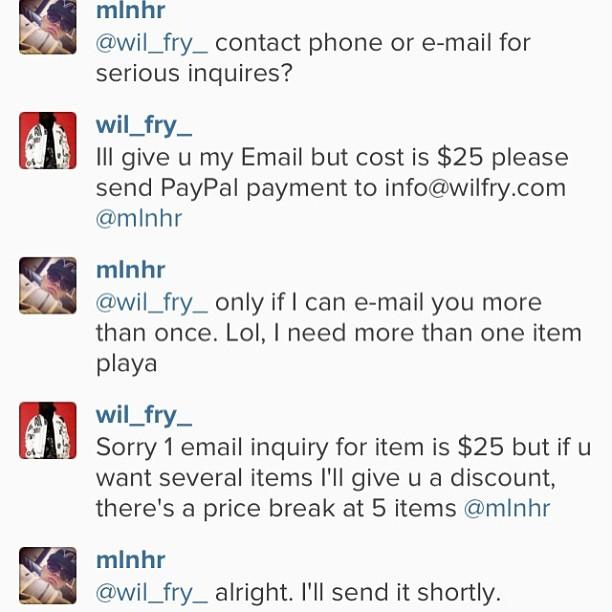 mlnhr
@wil_fry_ contact phone or e-mail for
serious inquires?
wil_fry_
Ill give u my Email but cost is $25 please
send PayPal payment to info@wilfry.com
@mlnhr
mlnhr
@wil_fry_ only if I can e-mail you more
than once. Lol, I need more than one item
playa
wil_fry_
Sorry 1 email inquiry for item is $25 but if u
want several items I'll give u a discount,
there's a price break at 5 items @mlnhr
mlnhr
@wil_fry_ alright. I'll send it shortly.